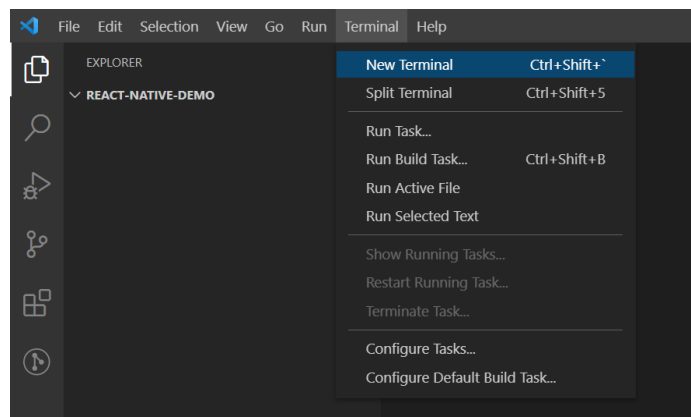 File Edit Selection View Go Run Terminal Help
EXPLORER
REACT-NATIVE-DEMO
New Terminal Ctrl+Shift+`
Split Terminal Ctrl+Shift+5
Run Task...
Run Build Task... Ctrl+Shift+B
Run Active File
Run Selected Text
Show Running Tasks...
Restart Running Task...
Terminate Task...
Configure Tasks...
Configure Default Build Task...